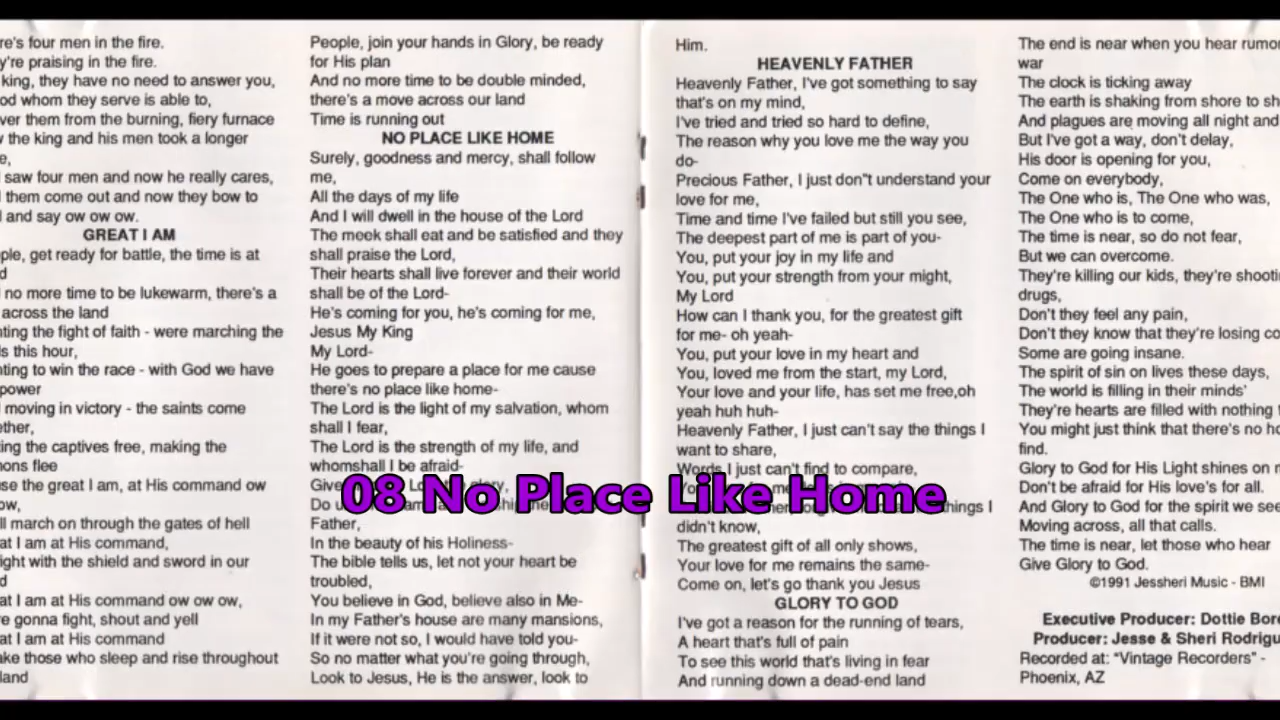 re's four men in the fire.
y're praising in the fire.
king, they have no need to answer you,
od whom they serve is able to,
ver them from the burning, fiery furnace
the king and his men took a longer
e,
saw four men and now he really cares,
them come out and now they bow to
and say ow ow ow.
GREAT I AM
ple, get ready for battle, the time is at
d
no more time to be lukewarm, there's a
across the land
nting the fight of faith - were marching the
ls this hour,
nting to win the race - with God we have
power
moving in victory - the saints come
ether,
ing the captives free, making the
nons flee
use the great I am, at His command ow
ow,
ll march on through the gates of hell
at I am at His command,
ight with the shield and sword in our
d
at I am at His command ow ow ow,
e gonna fight, shout and yell
at I am at His command
ake those who sleep and rise throughout
land
People, join your hands in Glory, be ready
for His plan
And no more time to be double minded,
there's a move across our land
Time is running out
NO PLACE LIKE HOME
Surely, goodness and mercy, shall follow
me,
All the days of my life
And I will dwell in the house of the Lord
The meek shall eat and be satisfied and they
shall praise the Lord,
Their hearts shall live forever and their world
shall be of the Lord-
He's coming for you, he's coming for me,
Jesus My King
My Lord-
He goes to prepare a place for me cause
there's no place like home-
The Lord is the light of my salvation, whom
shall I fear,
The Lord is the strength of my life, and
whomshall I be afraid-
Give
Do
Father,
In the beauty of his Holiness-
The bible tells us, let not your heart be
troubled,
You believe in God, believe also in Me-
In my Father's house are many mansions,
If it were not so, I would have told you-
So no matter what you're going through,
Look to Jesus, He is the answer, look to
08 No Place Like Home
Him.
HEAVENLY FATHER
Heavenly Father, I've got something to say
that's on my mind,
I've tried and tried so hard to define,
The reason why you love me the way you
do-
Precious Father, I just don"t understand your
love for me,
Time and time I've failed but still you see,
The deepest part of me is part of you-
You, put your joy in my life and
You, put your strength from your might,
My Lord
How can I thank you, for the greatest gift
for me- oh yeah-
You, put your love in my heart and
You, loved me from the start, my Lord,
Your love and your life, has set me free,oh
yeah huh huh-
Heavenly Father, I just can't say the things I
want to share,
Words I just can't find to compare,
things I
didn't know,
The greatest gift of all only shows,
Your love for me remains the same-
Come on, let's go thank you Jesus
GLORY TO GOD
I've got a reason for the running of tears,
A heart that's full of pain
To see this world that's living in fear
And running down a dead-end land
The end is near when you hear rumo
war
The clock is ticking away
The earth is shaking from shore to sh
And plagues are moving all night and
But I've got a way, don't delay,
His door is opening for you,
Come on everybody,
The One who is, The One who was,
The One who is to come,
The time is near, so do not fear,
But we can overcome.
They're killing our kids, they're shooti
drugs,
Don't they feel any pain,
Don't they know that they're losing co
Some are going insane.
The spirit of sin on lives these days,
The world is filling in their minds'
They're hearts are filled with nothing
You might just think that there's no ho
find.
Glory to God for His Light shines on
Don't be afraid for His love's for all.
And Glory to God for the spirit we see
Moving across, all that calls.
The time is near, let those who hear
Give Glory to God.
©1991 Jessheri Music - BMI
Executive Producer: Dottie Bor
Producer: Jesse & Sheri Rodrigu
Recorded at: "Vintage Recorders" -
Phoenix, AZ